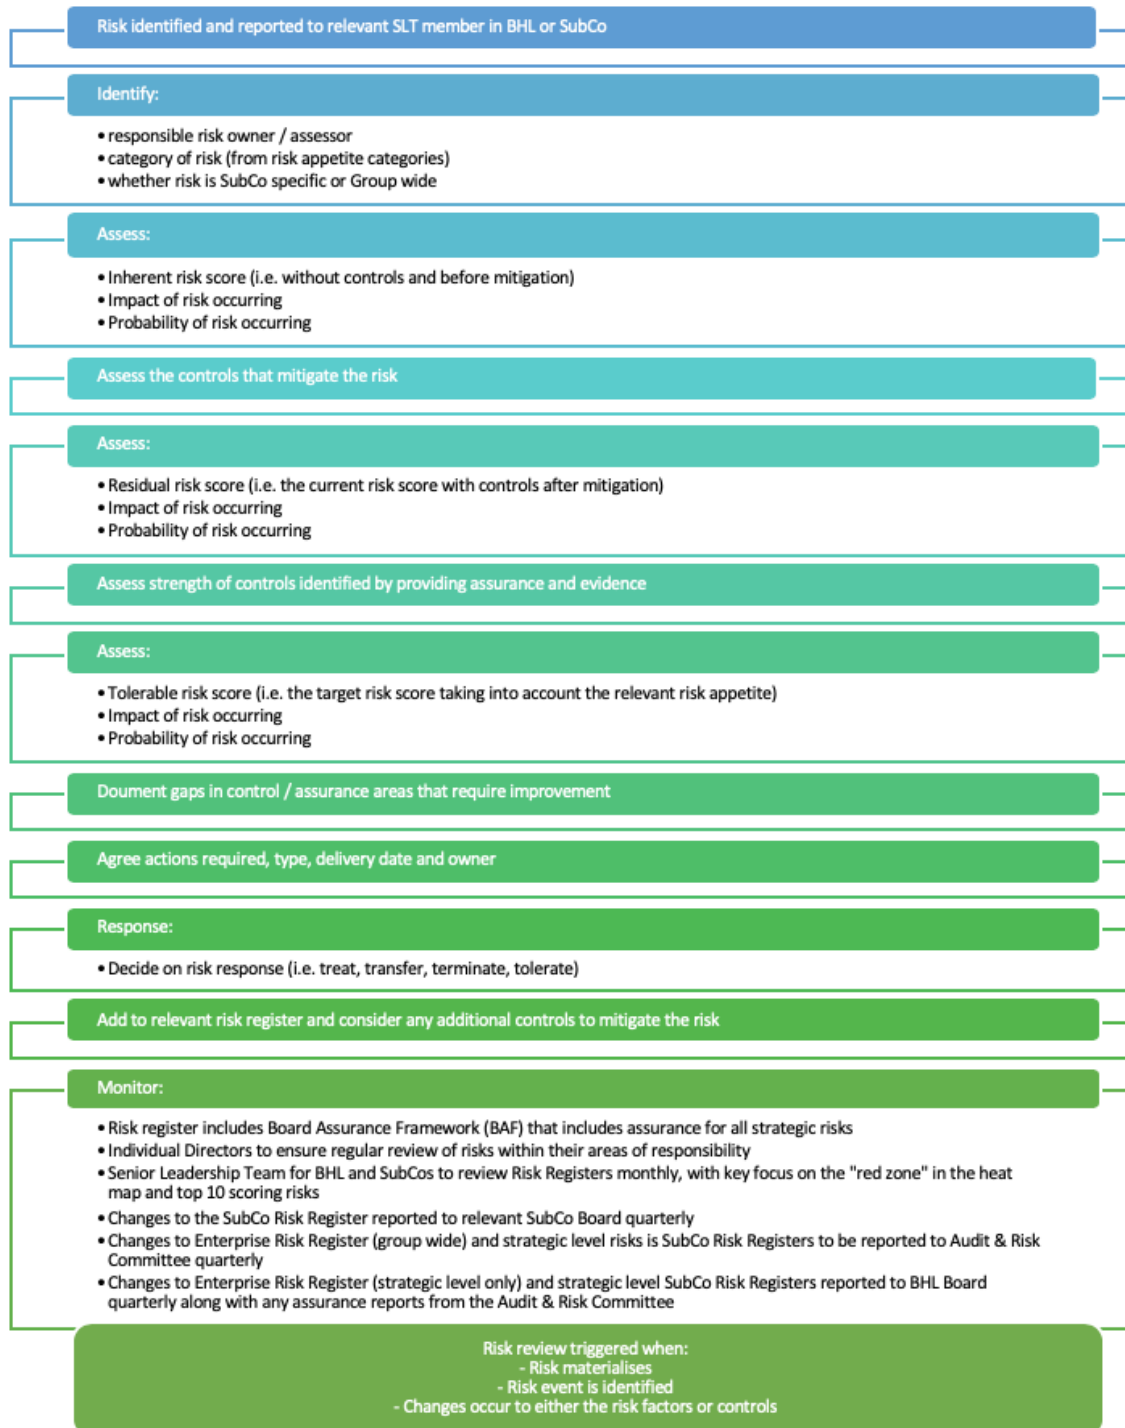 Risk identified and reported to relevant SLT member in BHL or SubCo
Identify:
• responsible risk owner / assessor
• category of risk (from risk appetite categories)
• whether risk is SubCo specific or Group wide
Assess:
• Inherent risk score (i.e. without controls and before mitigation)
• Impact of risk occurring
• Probability of risk occurring
Assess the controls that mitigate the risk
Assess:
• Residual risk score (i.e. the current risk score with controls after mitigation)
• Impact of risk occurring
• Probability of risk occurring
Assess strength of controls identified by providing assurance and evidence
Assess:
• Tolerable risk score (i.e. the target risk score taking into account the relevant risk appetite)
• Impact of risk occurring
• Probability of risk occurring
Doument gaps in control / assurance areas that require improvement
Agree actions required, type, delivery date and owner
Response:
• Decide on risk response (i.e. treat, transfer, terminate, tolerate)
Add to relevant risk register and consider any additional controls to mitigate the risk
Monitor:
• Risk register includes Board Assurance Framework (BAF) that includes assurance for all strategic risks
• Individual Directors to ensure regular review of risks within their areas of responsibility
• Senior Leadership Team for BHL and SubCos to review Risk Registers monthly, with key focus on the "red zone" in the heat
map and top 10 scoring risks
• Changes to the SubCo Risk Register reported to relevant SubCo Board quarterly
• Changes to Enterprise Risk Register (group wide) and strategic level risks is SubCo Risk Registers to be reported to Audit & Risk
Committee quarterly
• Changes to Enterprise Risk Register (strategic level only) and strategic level SubCo Risk Registers reported to BHL Board
quarterly along with any assurance reports from the Audit & Risk Committee
Risk review triggered when:
- Risk materialises
- Risk event is identified
- Changes occur to either the risk factors or controls